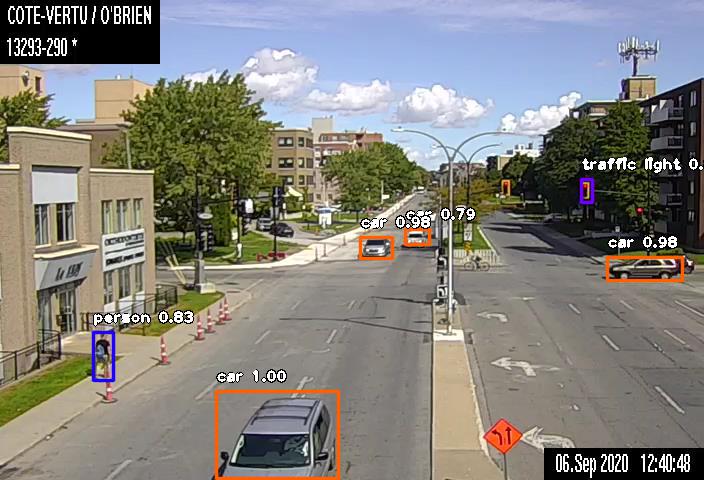 COTE-VERTU / O'BRIEN
13293-290 *
traffic light 0.
car 0.79
car 0.98
car 0.98
person 0.83
car 1.00
06.Sep 2020 12:40:48